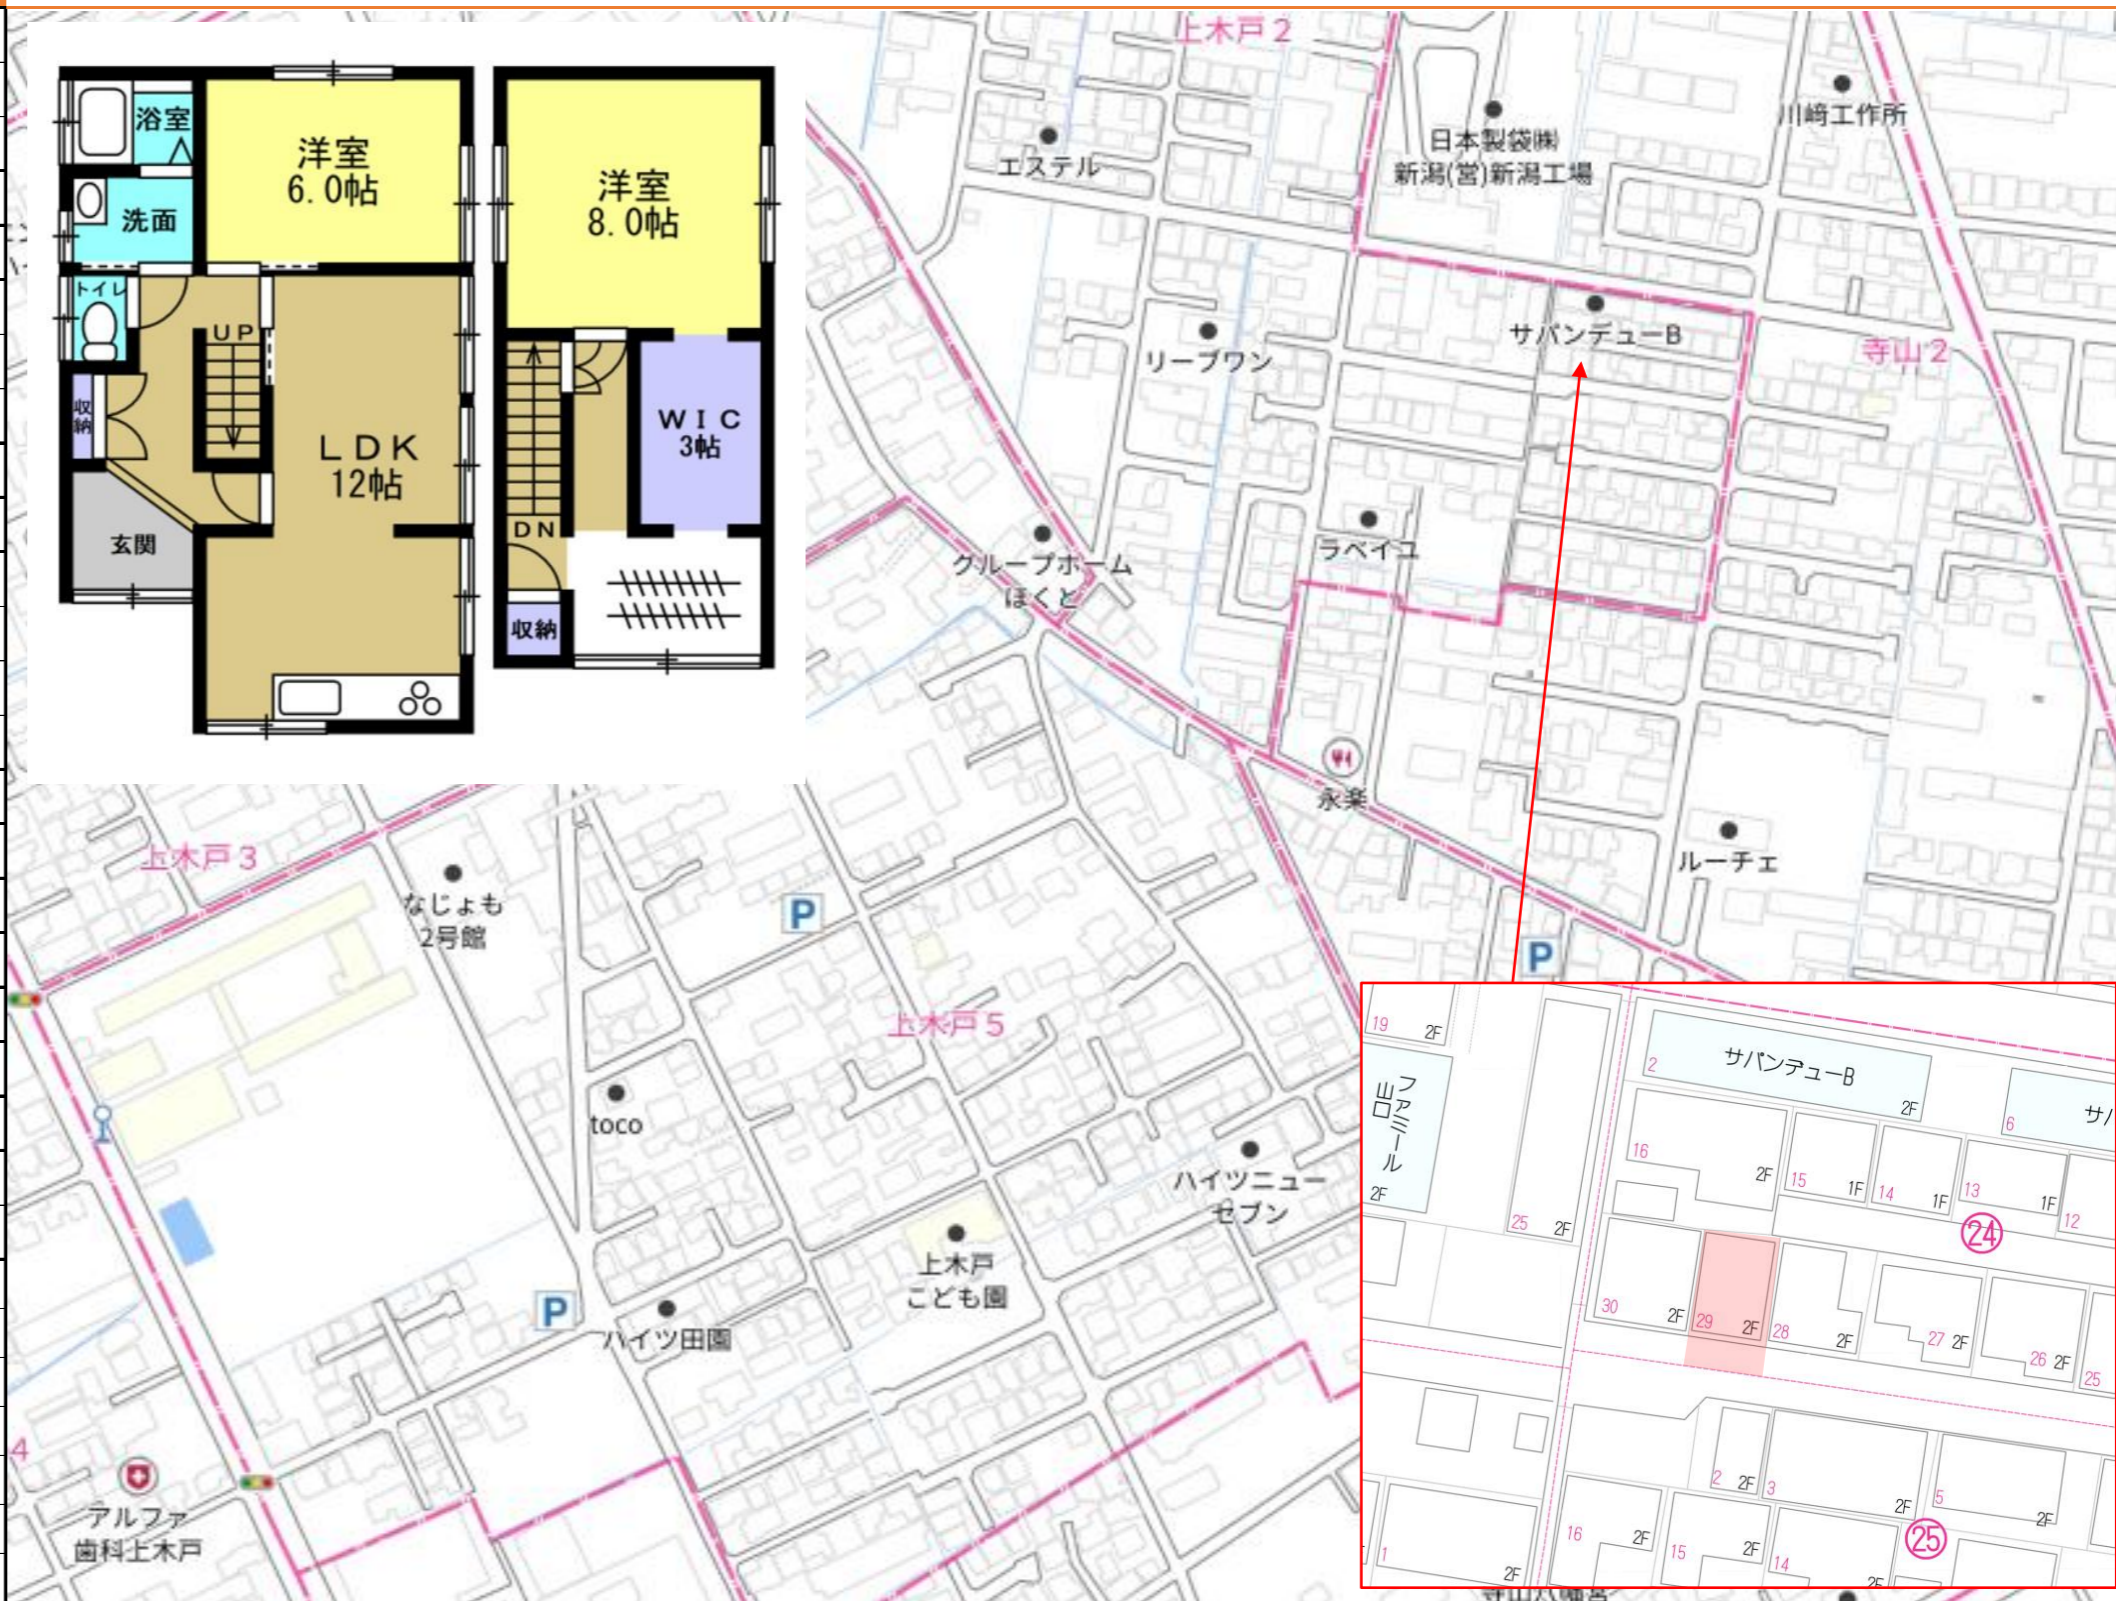 浴室
洋室
6.0帖
洗面
トイレ
UP
収納
LDK
12帖
玄関
洋室
8.0帖
WIC
3帖
DN
収納
上木戸2
エステル
日本製袋㈱
新潟(営)新潟工場
川﨑工作所
リーブワン
サバンデューB
寺山2
ラベイユ
グループホーム
ほくと
永楽
ルーチェ
P
上木戸3
なじょも
2号館
P
上木戸5
toco
ハイツニュー
セブン
上木戸
こども園
P
ハイツ田園
4
アルファ
歯科上木戸
19 2F
ファミール
山口
2F
25 2F
2 サバンデューB 2F
6 サバ
16 2F
15 1F
14 1F
13 1F
12
24
30 2F
29 2F
28 2F
27 2F
26 2F
25
2 2F
3 2F
5 2F
25
1 2F
16 2F
15 2F
14 2F